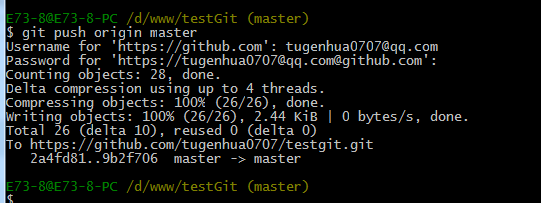 E73-8@E73-8-PC /d/www/testGit (master)
$ git push origin master
Username for 'https://github.com': tugenhua0707@qq.com
Password for 'https://tugenhua0707@qq.com@github.com':
Counting objects: 28, done.
Delta compression using up to 4 threads.
Compressing objects: 100% (26/26), done.
Writing objects: 100% (26/26), 2.44 KiB | 0 bytes/s, done.
Total 26 (delta 10), reused 0 (delta 0)
To https://github.com/tugenhua0707/testgit.git
   2a4fd81..9b2f706  master -> master
E73-8@E73-8-PC /d/www/testGit (master)
$